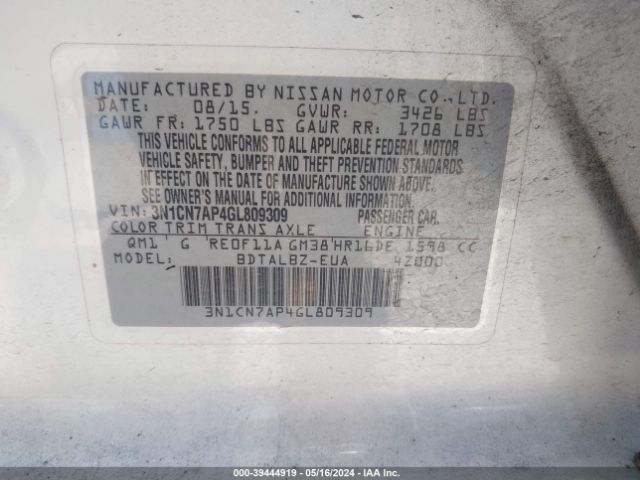 MANUFACTURED BY NISSAN MOTOR CO.,LTD.
DATE: 08/15. GVWR: 3426 LBS
GAWR FR: 1750 LBS GAWR RR: 1708 LBS
THIS VEHICLE CONFORMS TO ALL APPLICABLE FEDERAL MOTOR
VEHICLE SAFETY, BUMPER AND THEFT PREVENTION STANDARDS
IN EFFECT ON THE DATE OF MANUFACTURE SHOWN ABOVE.
SEE OWNER'S MANUAL FOR ADDITIONAL INFORMATION.
VIN: 3N1CN7AP4GL809309 PASSENGER CAR.
COLOR TRIM TRANS AXLE ENGINE
QM1 G RE0F11A GM38 HR16DE 1598 CC
MODEL: BDTALBZ-EUA 42000
3N1CN7AP4GL809309
000-39444919 - 05/16/2024 - IAA Inc.